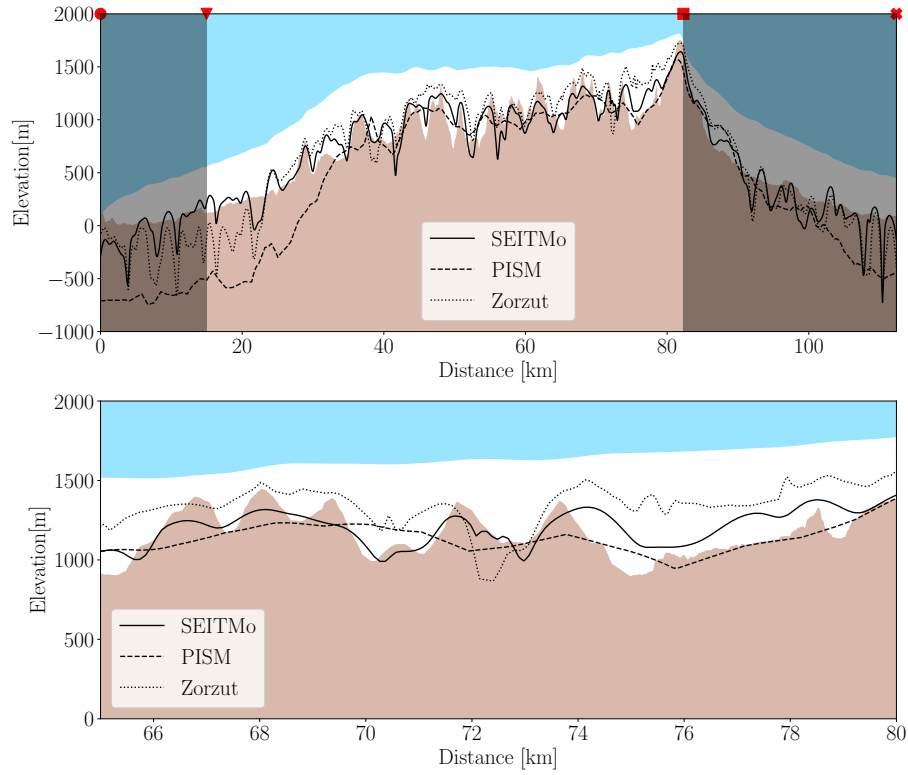 2000
1500
1000
500
0
−500
−1000
Elevation[m]
SEITMo
PISM
Zorzut
0 20 40 60 80 100
Distance [km]
2000
1500
1000
500
0
Elevation[m]
SEITMo
PISM
Zorzut
66 68 70 72 74 76 78 80
Distance [km]